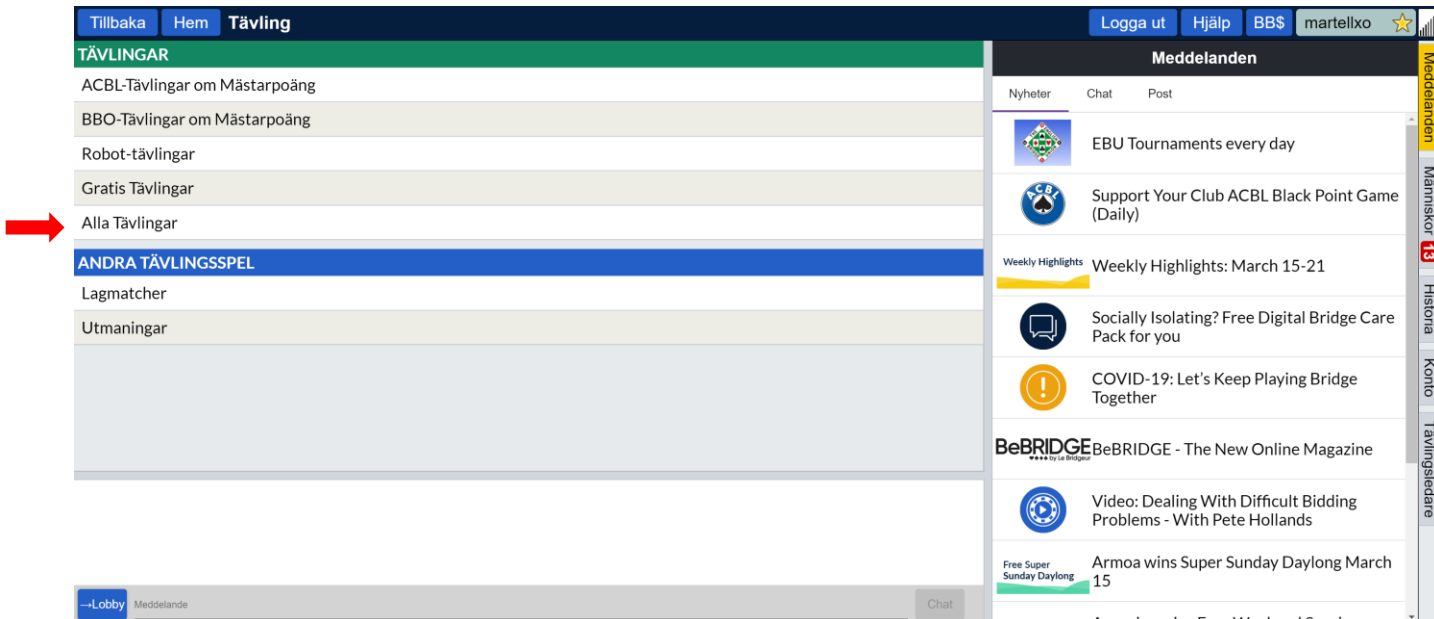 Tillbaka Hem Tävling Logga ut Hjälp BB$ martellxo
TÄVLINGAR
ACBL-Tävlingar om Mästarpoäng
BBO-Tävlingar om Mästarpoäng
Robot-tävlingar
Gratis Tävlingar
Alla Tävlingar
ANDRA TÄVLINGSSPEL
Lagmatcher
Utmaningar
→Lobby Meddelande Chat
Meddelanden
Nyheter Chat Post
EBU Tournaments every day
ACBL
Support Your Club ACBL Black Point Game
(Daily)
Weekly Highlights
Weekly Highlights: March 15-21
Socially Isolating? Free Digital Bridge Care
Pack for you
COVID-19: Let's Keep Playing Bridge
Together
BeBRIDGE
by Le Bridgeur
BeBRIDGE - The New Online Magazine
Video: Dealing With Difficult Bidding
Problems - With Pete Hollands
Free Super
Sunday Daylong
Armoa wins Super Sunday Daylong March
15
Meddelanden
Människor 13
Historia
Konto
Tävlingsledare